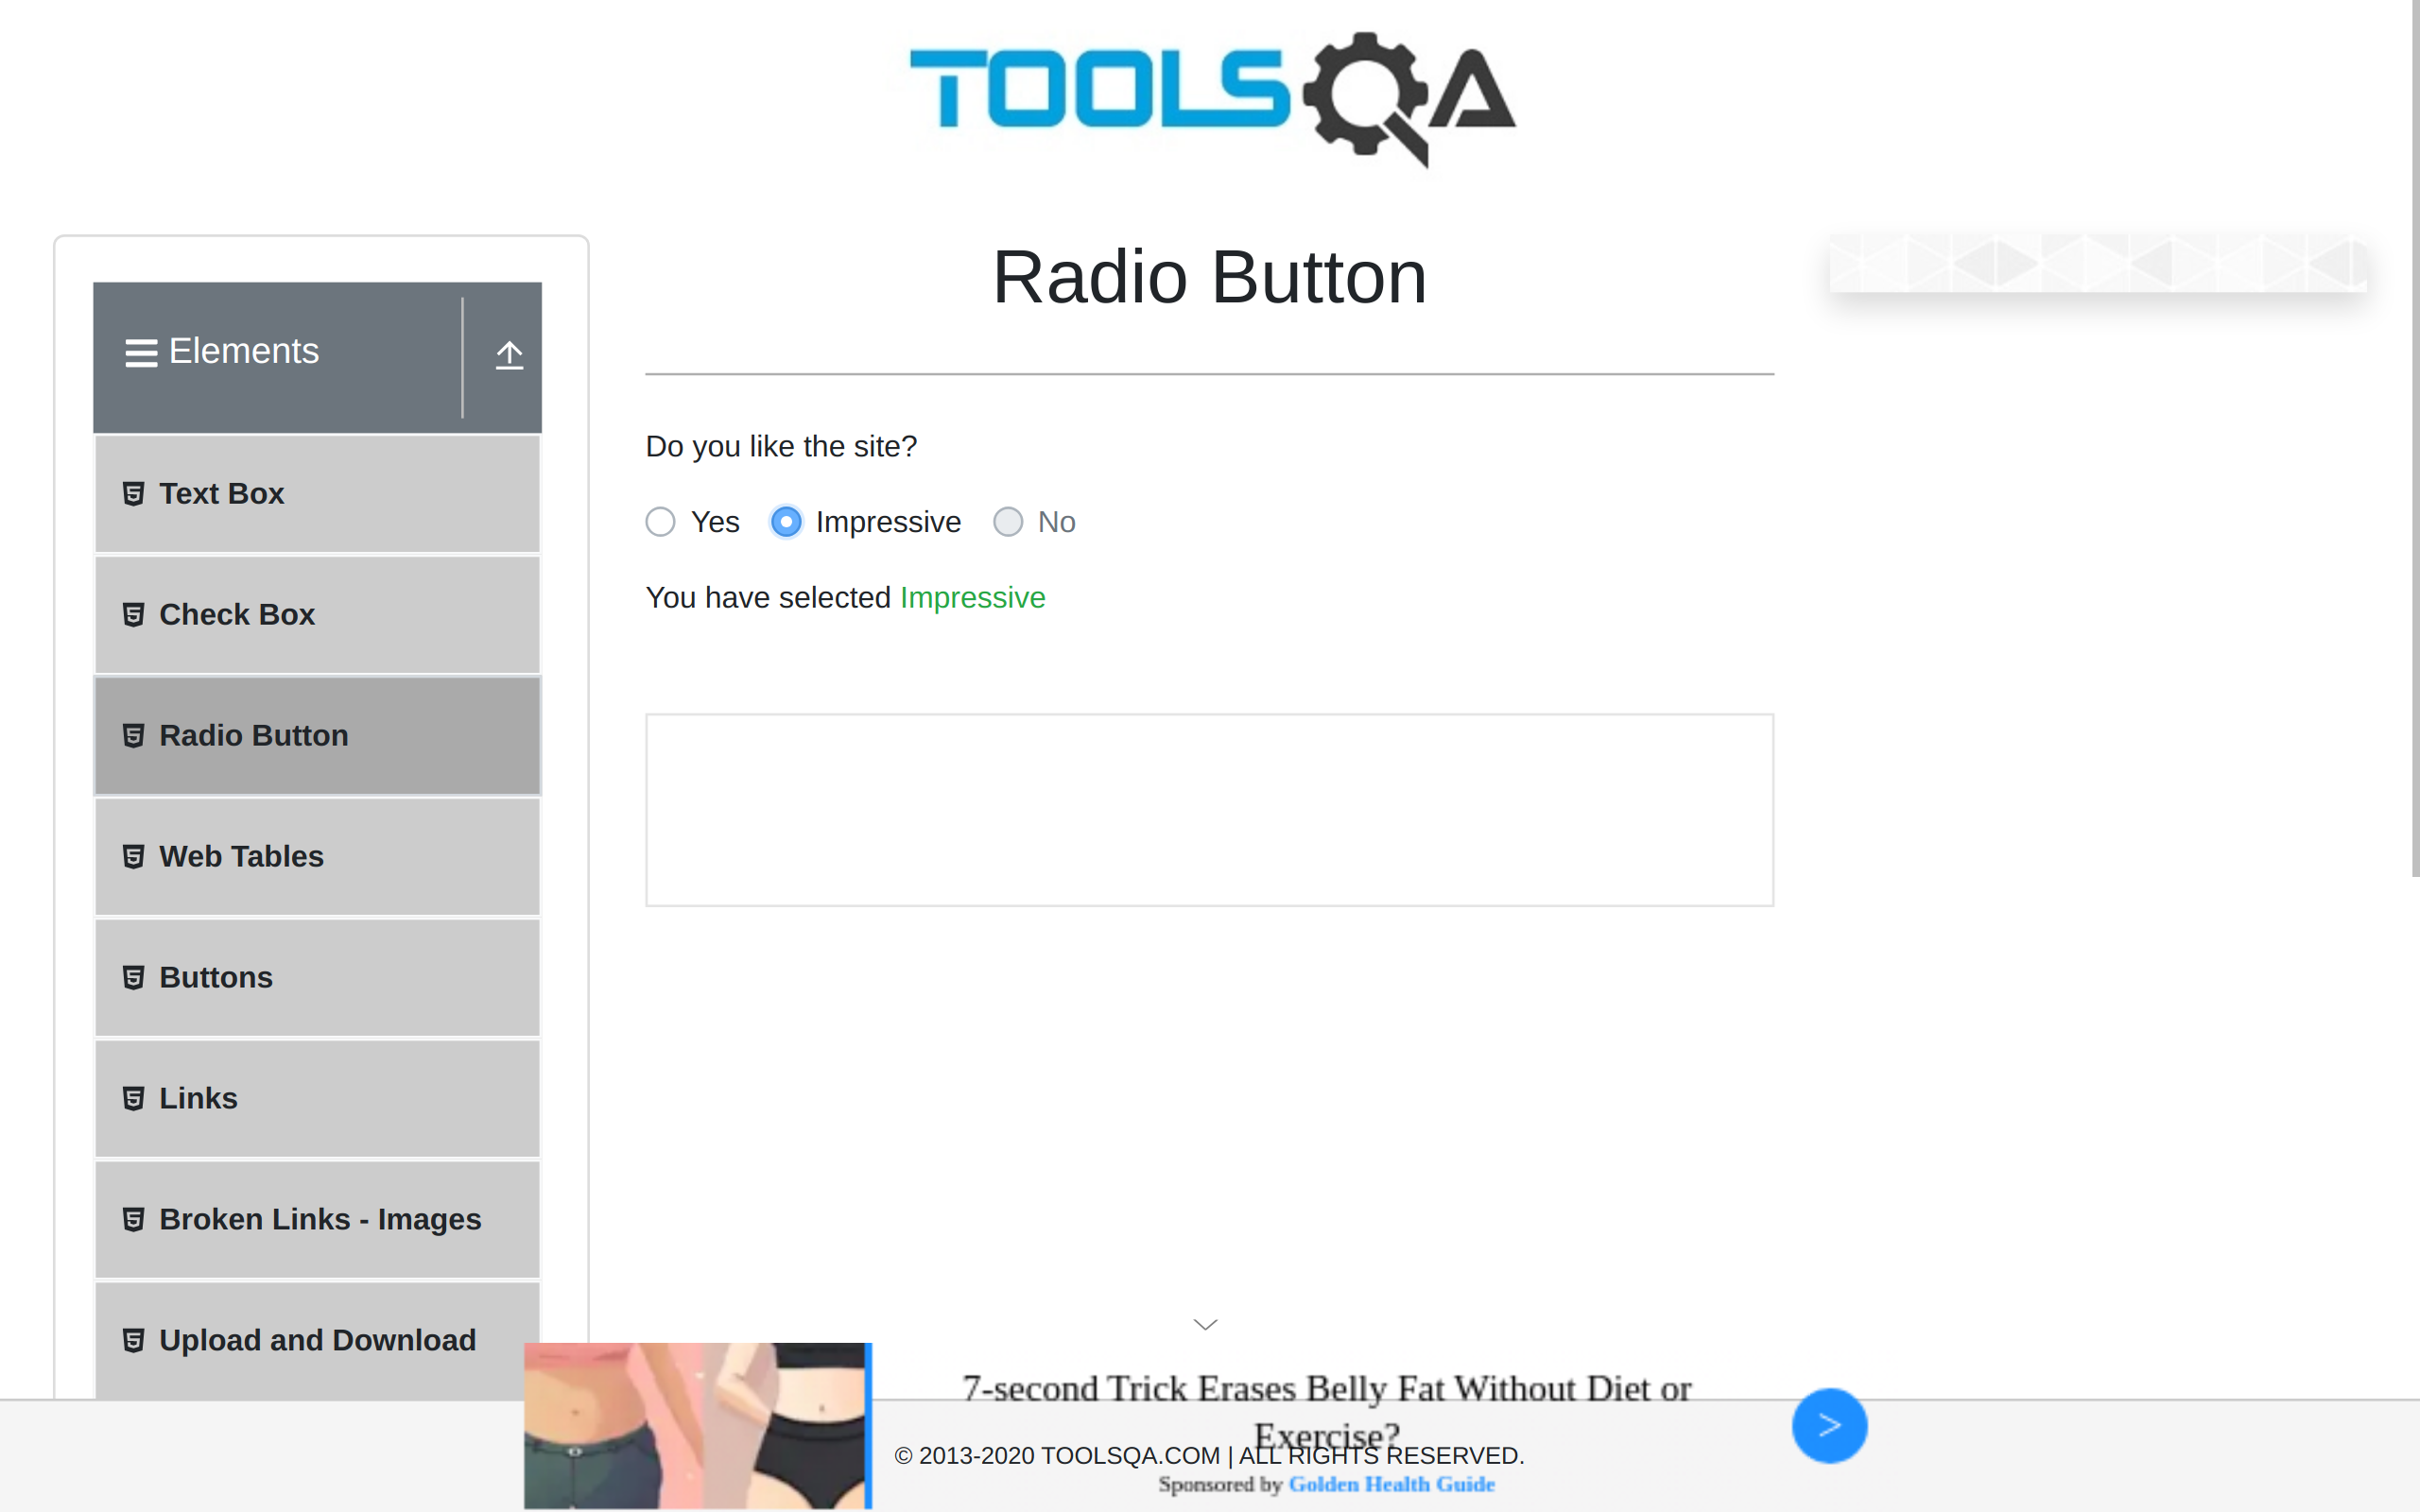 TOOLSQA
Radio Button
Elements
Text Box
Check Box
Radio Button
Web Tables
Buttons
Links
Broken Links - Images
Upload and Download
Do you like the site?
Yes Impressive No
You have selected Impressive
7-second Trick Erases Belly Fat Without Diet or
Exercise?
© 2013-2020 TOOLSQA.COM | ALL RIGHTS RESERVED.
Sponsored by Golden Health Guide